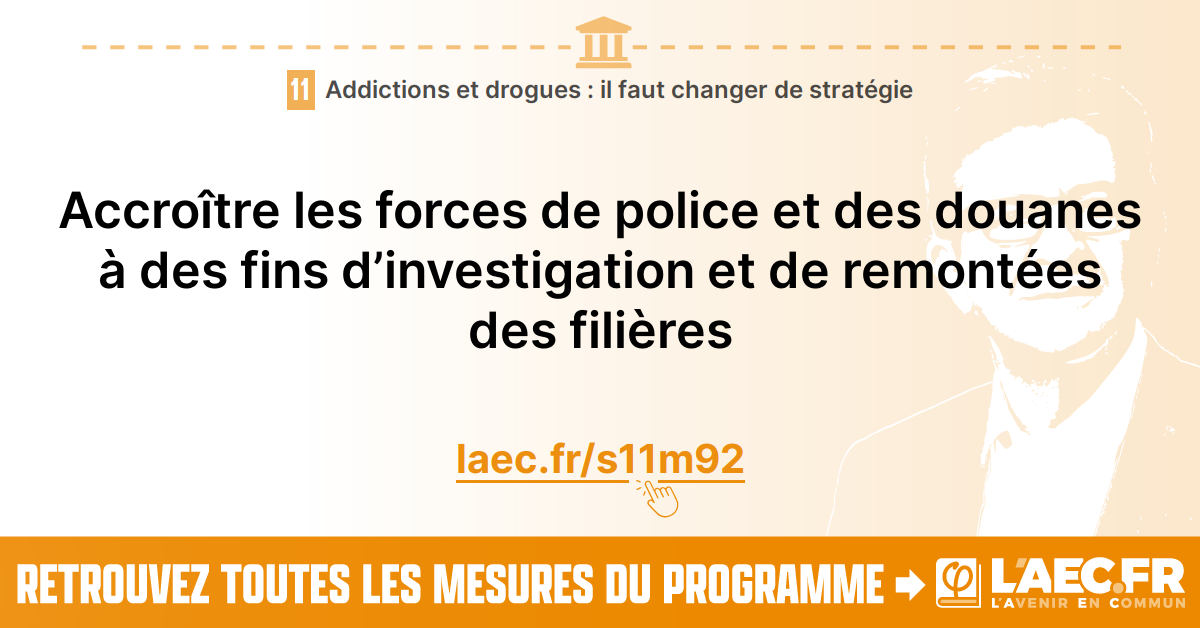 11 Addictions et drogues : il faut changer de stratégie
Accroître les forces de police et des douanes
à des fins d’investigation et de remontées
des filières
laec.fr/s11m92
RETROUVEZ TOUTES LES MESURES DU PROGRAMME
φ L'AEC.FR
L'AVENIR EN COMMUN